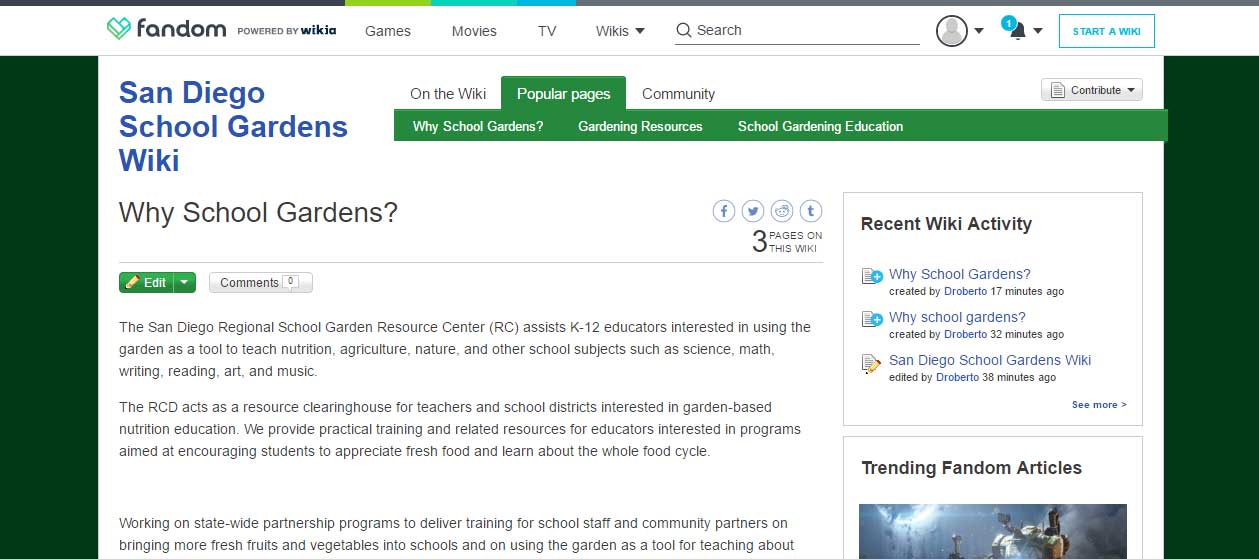 fandom POWERED BY wikia Games Movies TV Wikis Search 1 START A WIKI
San Diego
School Gardens
Wiki
On the Wiki Popular pages Community Contribute
Why School Gardens? Gardening Resources School Gardening Education
Why School Gardens?
3 PAGES ON
THIS WIKI
Edit Comments 0
The San Diego Regional School Garden Resource Center (RC) assists K-12 educators interested in using the
garden as a tool to teach nutrition, agriculture, nature, and other school subjects such as science, math,
writing, reading, art, and music.
The RCD acts as a resource clearinghouse for teachers and school districts interested in garden-based
nutrition education. We provide practical training and related resources for educators interested in programs
aimed at encouraging students to appreciate fresh food and learn about the whole food cycle.
Working on state-wide partnership programs to deliver training for school staff and community partners on
bringing more fresh fruits and vegetables into schools and on using the garden as a tool for teaching about
Recent Wiki Activity
Why School Gardens?
created by Droberto 17 minutes ago
Why school gardens?
created by Droberto 32 minutes ago
San Diego School Gardens Wiki
edited by Droberto 38 minutes ago
See more >
Trending Fandom Articles